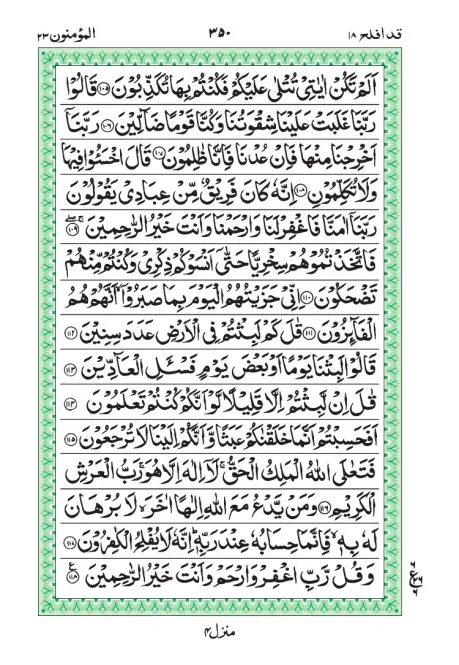 قد افلح ١٨
٣٥٠
المؤمنون ٢٣
اَلَمْ تَكُنْ اٰیٰتِیْ تُتْلٰی عَلَیْكُمْ فَكُنْتُمْ بِهَا تُكَذِّبُوْنَ ۝١٠٥ قَالُوْا
رَبَّنَا غَلَبَتْ عَلَیْنَا شِقْوَتُنَا وَكُنَّا قَوْمًا ضَآلِّیْنَ ۝١٠٦ رَبَّنَاۤ
اَخْرِجْنَا مِنْهَا فَاِنْ عُدْنَا فَاِنَّا ظٰلِمُوْنَ ۝١٠٧ قَالَ اخْسَـُٔوْا فِیْهَا
وَلَا تُكَلِّمُوْنِ ۝١٠٨ اِنَّهٗ كَانَ فَرِیْقٌ مِّنْ عِبَادِیْ یَقُوْلُوْنَ
رَبَّنَاۤ اٰمَنَّا فَاغْفِرْ لَنَا وَارْحَمْنَا وَاَنْتَ خَیْرُ الرّٰحِمِیْنَ ۝١٠٩
فَاتَّخَذْتُمُوْهُمْ سِخْرِیًّا حَتّٰۤی اَنْسَوْكُمْ ذِكْرِیْ وَكُنْتُمْ مِّنْهُمْ
تَضْحَكُوْنَ ۝١١٠ اِنِّیْ جَزَیْتُهُمُ الْیَوْمَ بِمَا صَبَرُوْۤا اَنَّهُمْ هُمُ
الْفَآىِٕزُوْنَ ۝١١١ قٰلَ كَمْ لَبِثْتُمْ فِی الْاَرْضِ عَدَدَ سِنِیْنَ ۝١١٢
قَالُوْا لَبِثْنَا یَوْمًا اَوْ بَعْضَ یَوْمٍ فَسْـَٔلِ الْعَآدِّیْنَ ۝١١٣
قٰلَ اِنْ لَّبِثْتُمْ اِلَّا قَلِیْلًا لَّوْ اَنَّكُمْ كُنْتُمْ تَعْلَمُوْنَ ۝١١٤
اَفَحَسِبْتُمْ اَنَّمَا خَلَقْنٰكُمْ عَبَثًا وَّاَنَّكُمْ اِلَیْنَا لَا تُرْجَعُوْنَ ۝١١٥
فَتَعٰلَی اللّٰهُ الْمَلِكُ الْحَقُّ ۚ لَاۤ اِلٰهَ اِلَّا هُوَ ۚ رَبُّ الْعَرْشِ
الْكَرِیْمِ ۝١١٦ وَمَنْ یَّدْعُ مَعَ اللّٰهِ اِلٰهًا اٰخَرَ ۙ لَا بُرْهَانَ
لَهٗ بِهٖ ۙ فَاِنَّمَا حِسَابُهٗ عِنْدَ رَبِّهٖ ؕ اِنَّهٗ لَا یُفْلِحُ الْكٰفِرُوْنَ ۝١١٧
وَقُلْ رَّبِّ اغْفِرْ وَارْحَمْ وَاَنْتَ خَیْرُ الرّٰحِمِیْنَ ۝١١٨
منزل ٤